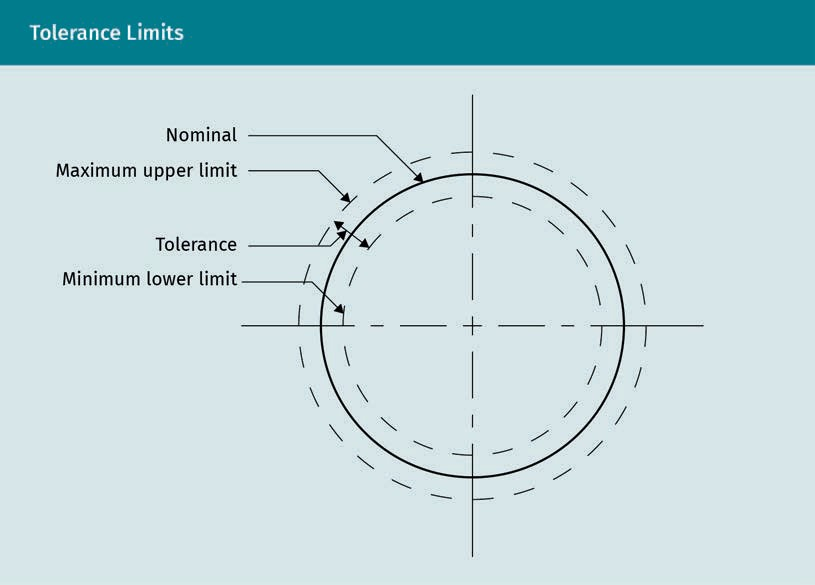 Tolerance Limits
Nominal
Maximum upper limit
Tolerance
Minimum lower limit